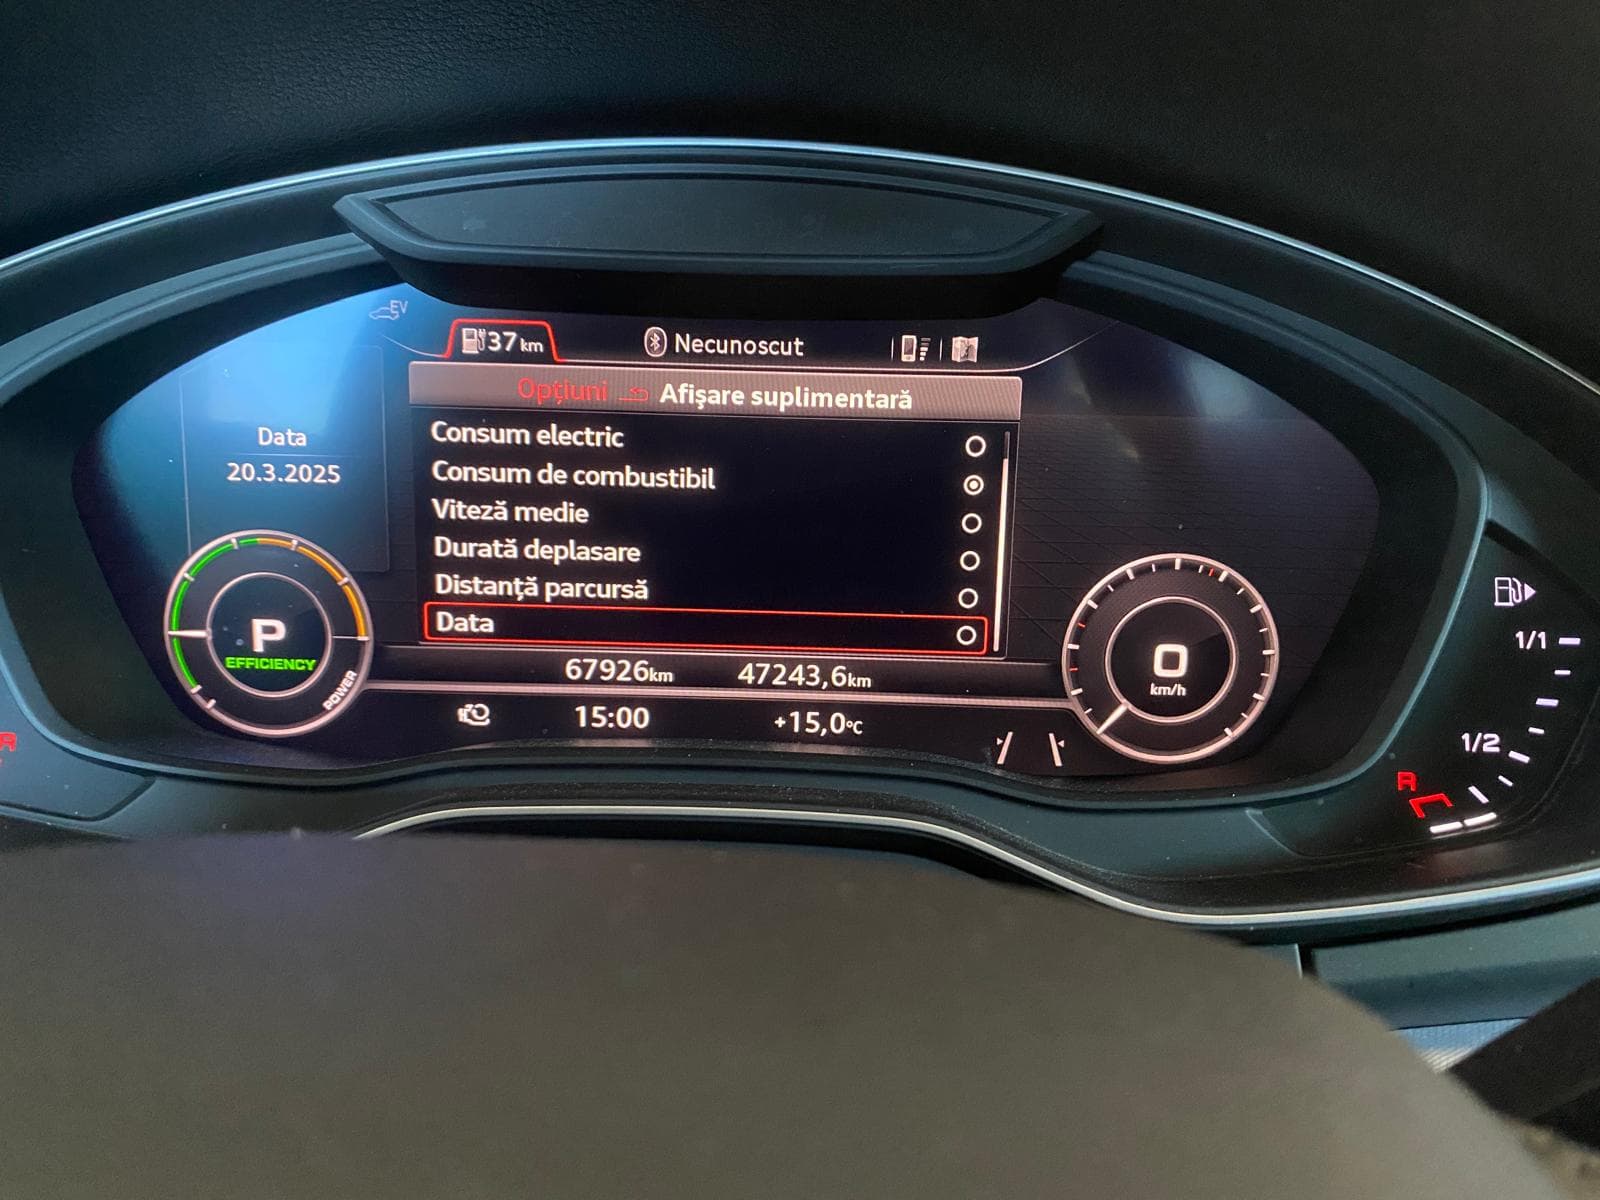 EV
37 km
Necunoscut
Opțiuni Afișare suplimentară
Data
20.3.2025
Consum electric
Consum de combustibil
Viteză medie
Durată deplasare
Distanță parcursă
Data
P
EFFICIENCY
POWER
0
km/h
67926km 47243,6km
15:00 +15,0°C
1/1
1/2
R
R